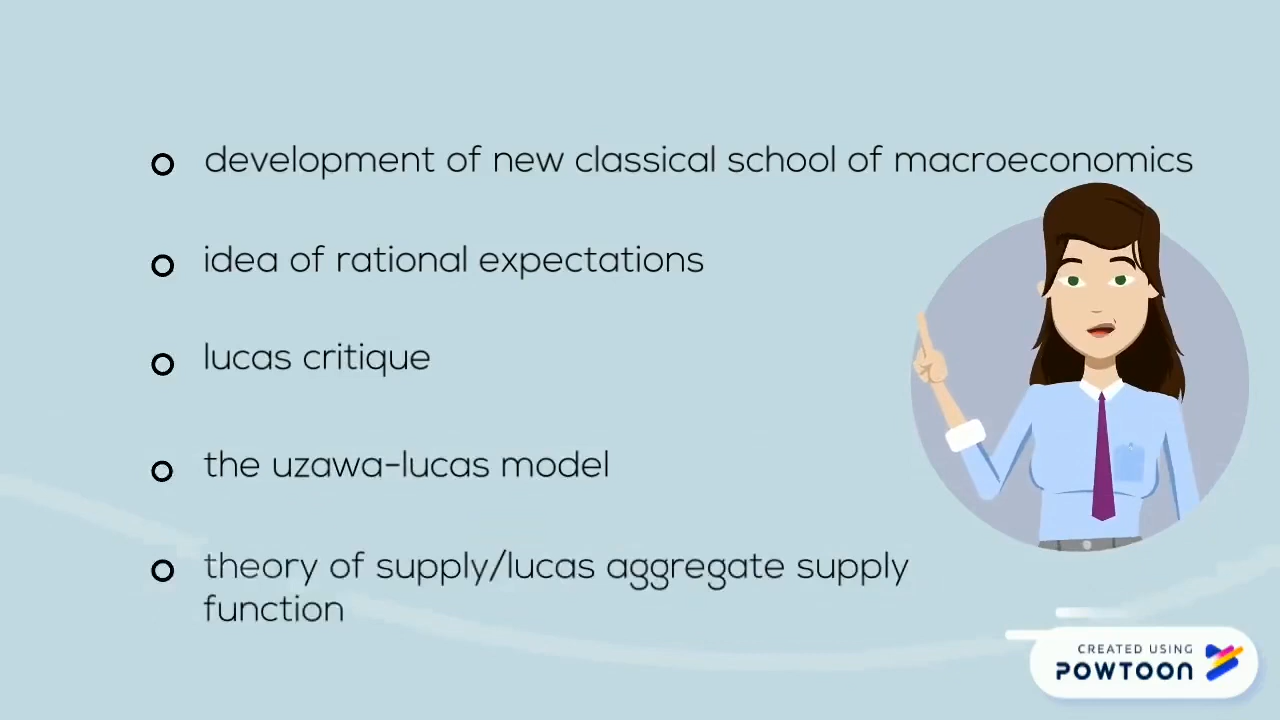 development of new classical school of macroeconomics
idea of rational expectations
lucas critique
the uzawa-lucas model
theory of supply/lucas aggregate supply
function
CREATED USING
POWTOON